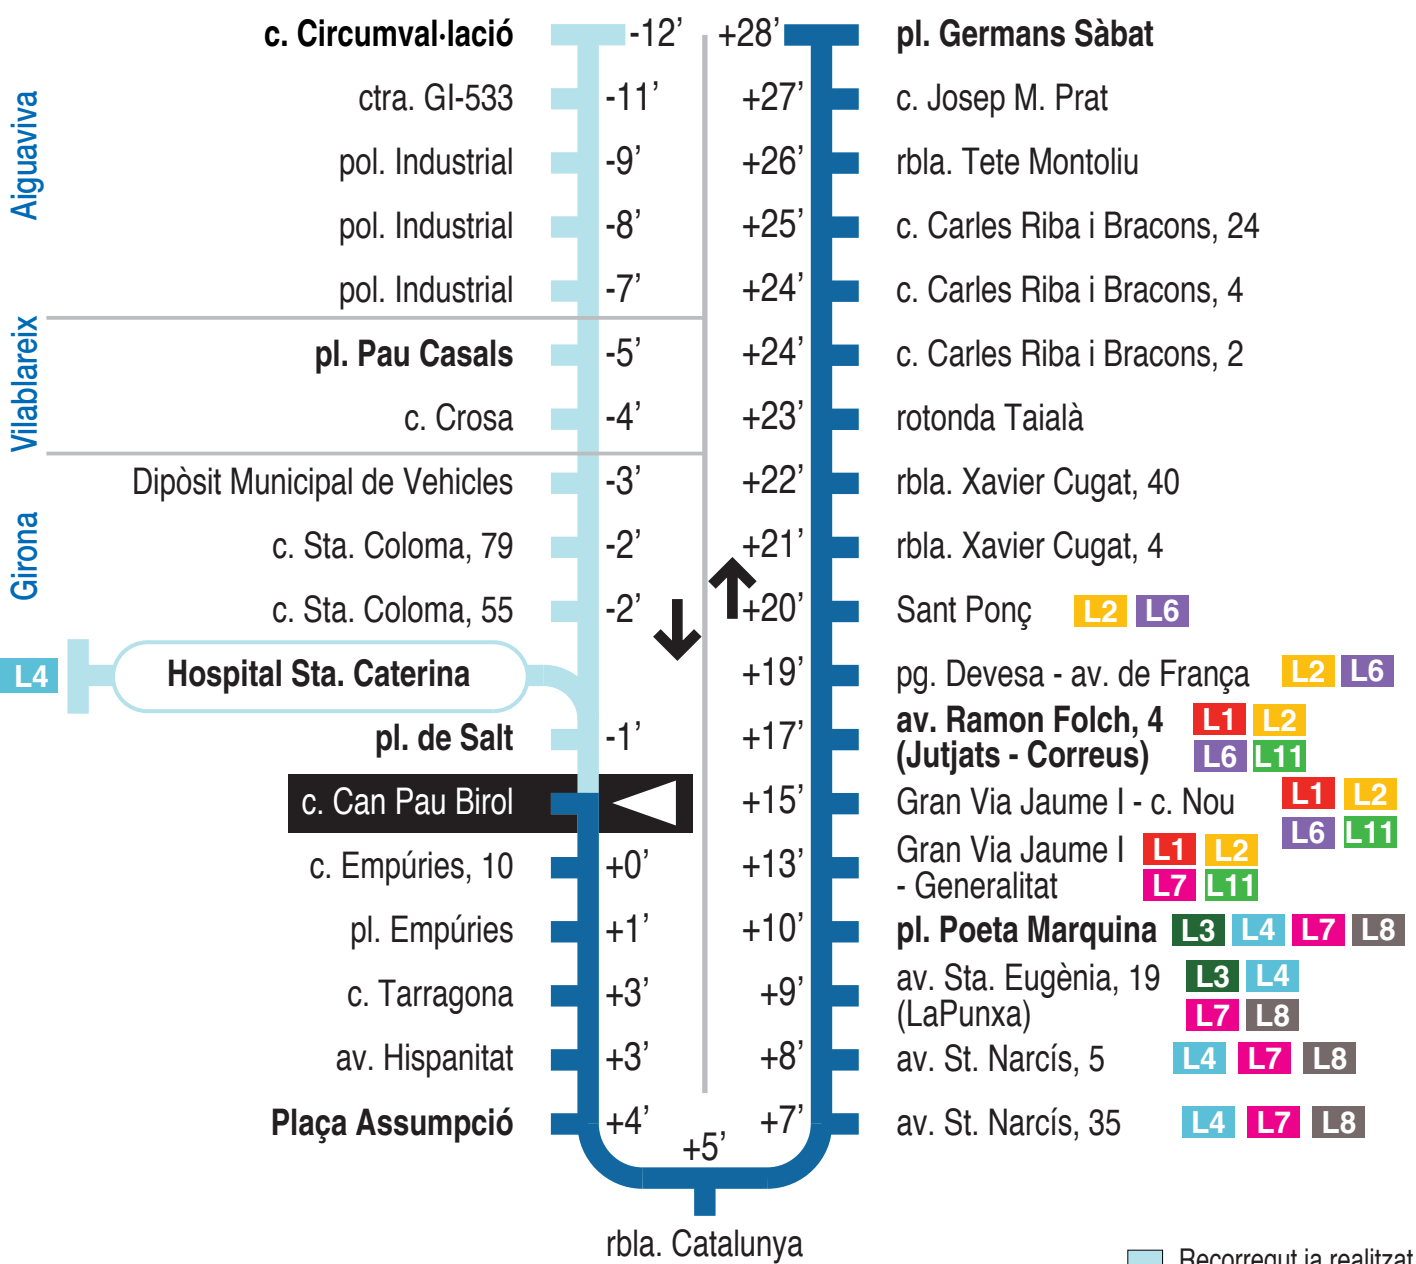 Aiguaviva
c. Circumval·lació -12’
ctra. GI-533 -11’
pol. Industrial -9’
pol. Industrial -8’
pol. Industrial -7’
Vilablareix
pl. Pau Casals -5’
c. Crosa -4’
Girona
Dipòsit Municipal de Vehicles -3’
c. Sta. Coloma, 79 -2’
c. Sta. Coloma, 55 -2’
L4 Hospital Sta. Caterina
pl. de Salt -1’
c. Can Pau Birol
c. Empúries, 10 +0’
pl. Empúries +1’
c. Tarragona +3’
av. Hispanitat +3’
Plaça Assumpció +4’
+5’
rbla. Catalunya
+28’ pl. Germans Sàbat
+27’ c. Josep M. Prat
+26’ rbla. Tete Montoliu
+25’ c. Carles Riba i Bracons, 24
+24’ c. Carles Riba i Bracons, 4
+24’ c. Carles Riba i Bracons, 2
+23’ rotonda Taialà
+22’ rbla. Xavier Cugat, 40
+21’ rbla. Xavier Cugat, 4
+20’ Sant Ponç L2 L6
+19’ pg. Devesa - av. de França L2 L6
+17’ av. Ramon Folch, 4 L1 L2
(Jutjats - Correus) L6 L11
+15’ Gran Via Jaume I - c. Nou L1 L2
L6 L11
+13’ Gran Via Jaume I L1 L2
- Generalitat L7 L11
+10’ pl. Poeta Marquina L3 L4 L7 L8
+9’ av. Sta. Eugènia, 19 L3 L4
(LaPunxa) L7 L8
+8’ av. St. Narcís, 5 L4 L7 L8
+7’ av. St. Narcís, 35 L4 L7 L8
Recorregut ja realitzat